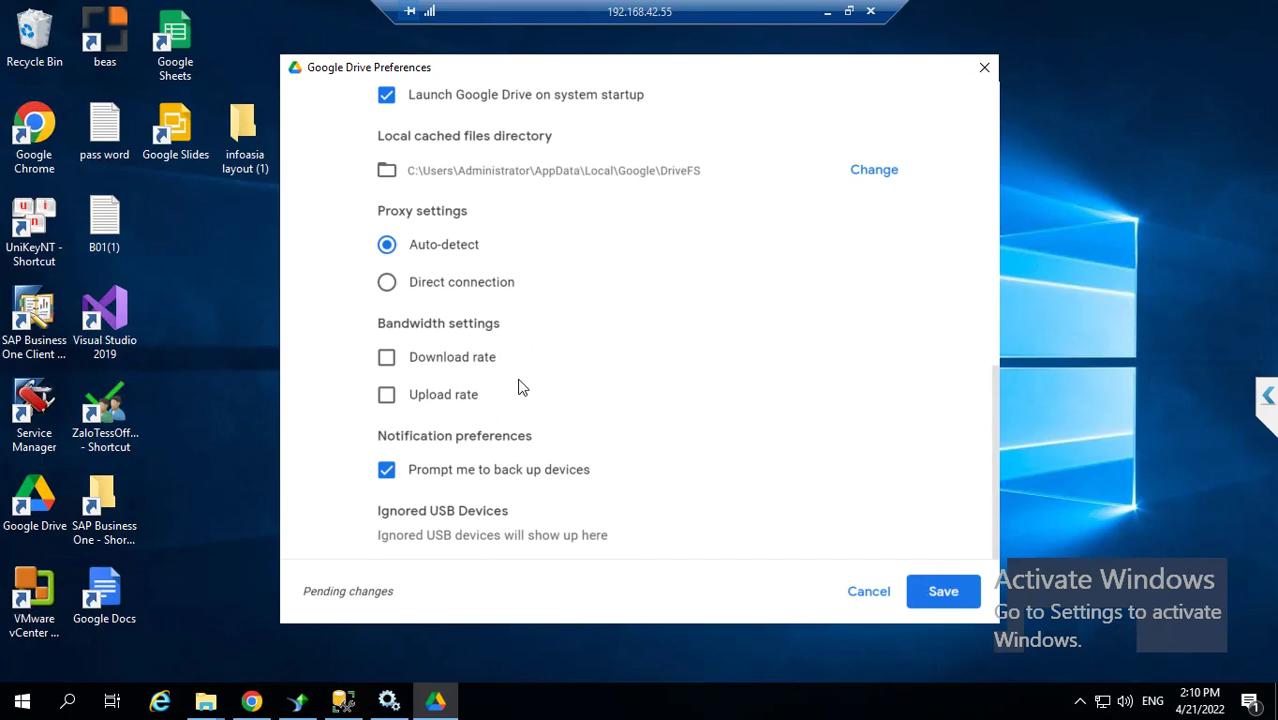 192.168.42.55
Recycle Bin
beas
Google
Sheets
Google
Chrome
pass word
Google Slides
infoasia
layout (1)
UniKeyNT -
Shortcut
B01(1)
SAP Business
One Client ...
Visual Studio
2019
Service
Manager
ZaloTessOff...
- Shortcut
Google Drive
SAP Business
One - Shor...
VMware
vCenter ...
Google Docs
Google Drive Preferences
Launch Google Drive on system startup
Local cached files directory
C:\Users\Administrator\AppData\Local\Google\DriveFS
Change
Proxy settings
Auto-detect
Direct connection
Bandwidth settings
Download rate
Upload rate
Notification preferences
Prompt me to back up devices
Ignored USB Devices
Ignored USB devices will show up here
Pending changes
Cancel
Save
Activate Windows
Go to Settings to activate
Windows.
ENG
2:10 PM
4/21/2022
1